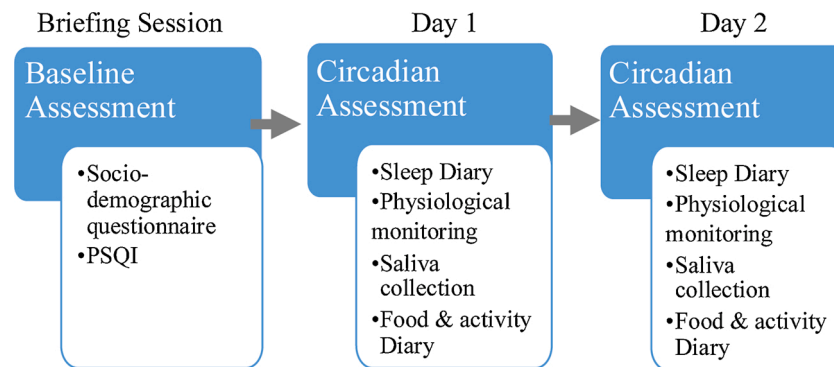 Briefing Session
Baseline
Assessment
•Socio-
demographic
questionnaire
•PSQI
Day 1
Circadian
Assessment
•Sleep Diary
•Physiological
monitoring
•Saliva
collection
•Food & activity
Diary
Day 2
Circadian
Assessment
•Sleep Diary
•Physiological
monitoring
•Saliva
collection
•Food & activity
Diary